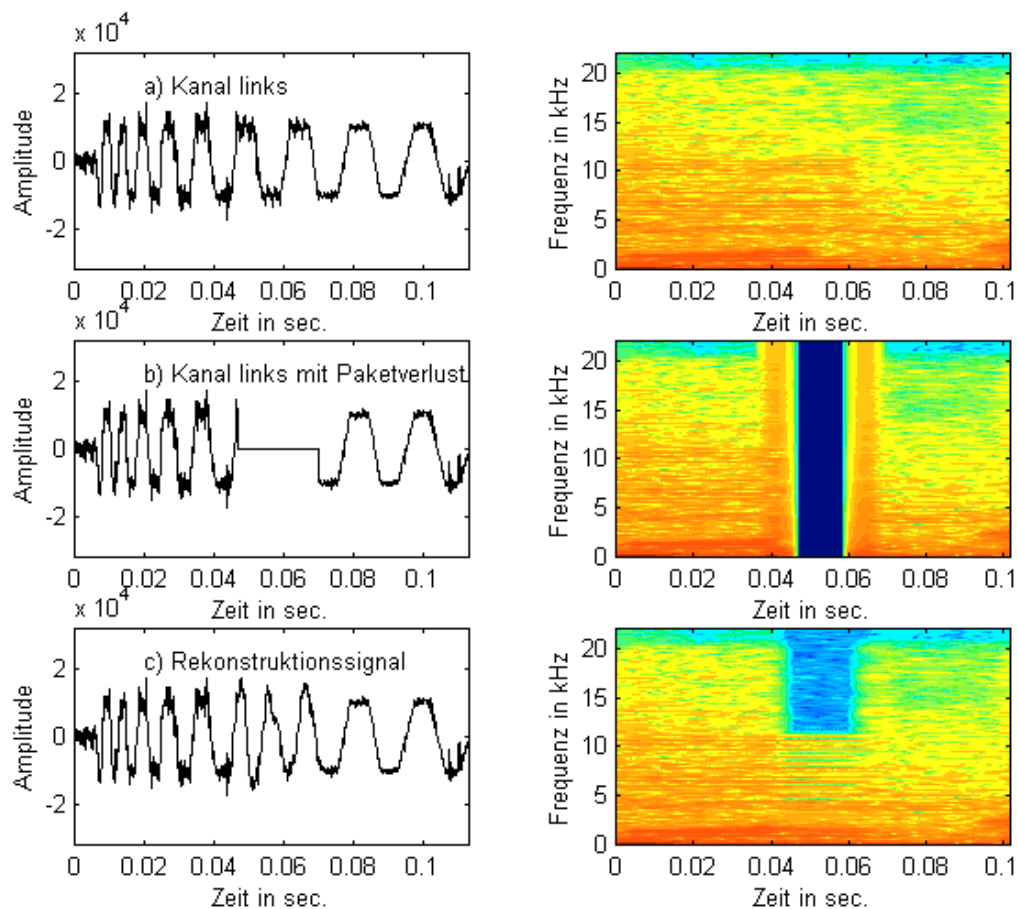 x 10⁴
a) Kanal links
Amplitude
2
0
-2
0 0.02 0.04 0.06 0.08 0.1
Zeit in sec.
Frequenz in kHz
20
15
10
5
0
0 0.02 0.04 0.06 0.08 0.1
Zeit in sec.
x 10⁴
b) Kanal links mit Paketverlust
Amplitude
2
0
-2
0 0.02 0.04 0.06 0.08 0.1
Zeit in sec.
Frequenz in kHz
20
15
10
5
0
0 0.02 0.04 0.06 0.08 0.1
Zeit in sec.
x 10⁴
c) Rekonstruktionssignal
Amplitude
2
0
-2
0 0.02 0.04 0.06 0.08 0.1
Zeit in sec.
Frequenz in kHz
20
15
10
5
0
0 0.02 0.04 0.06 0.08 0.1
Zeit in sec.